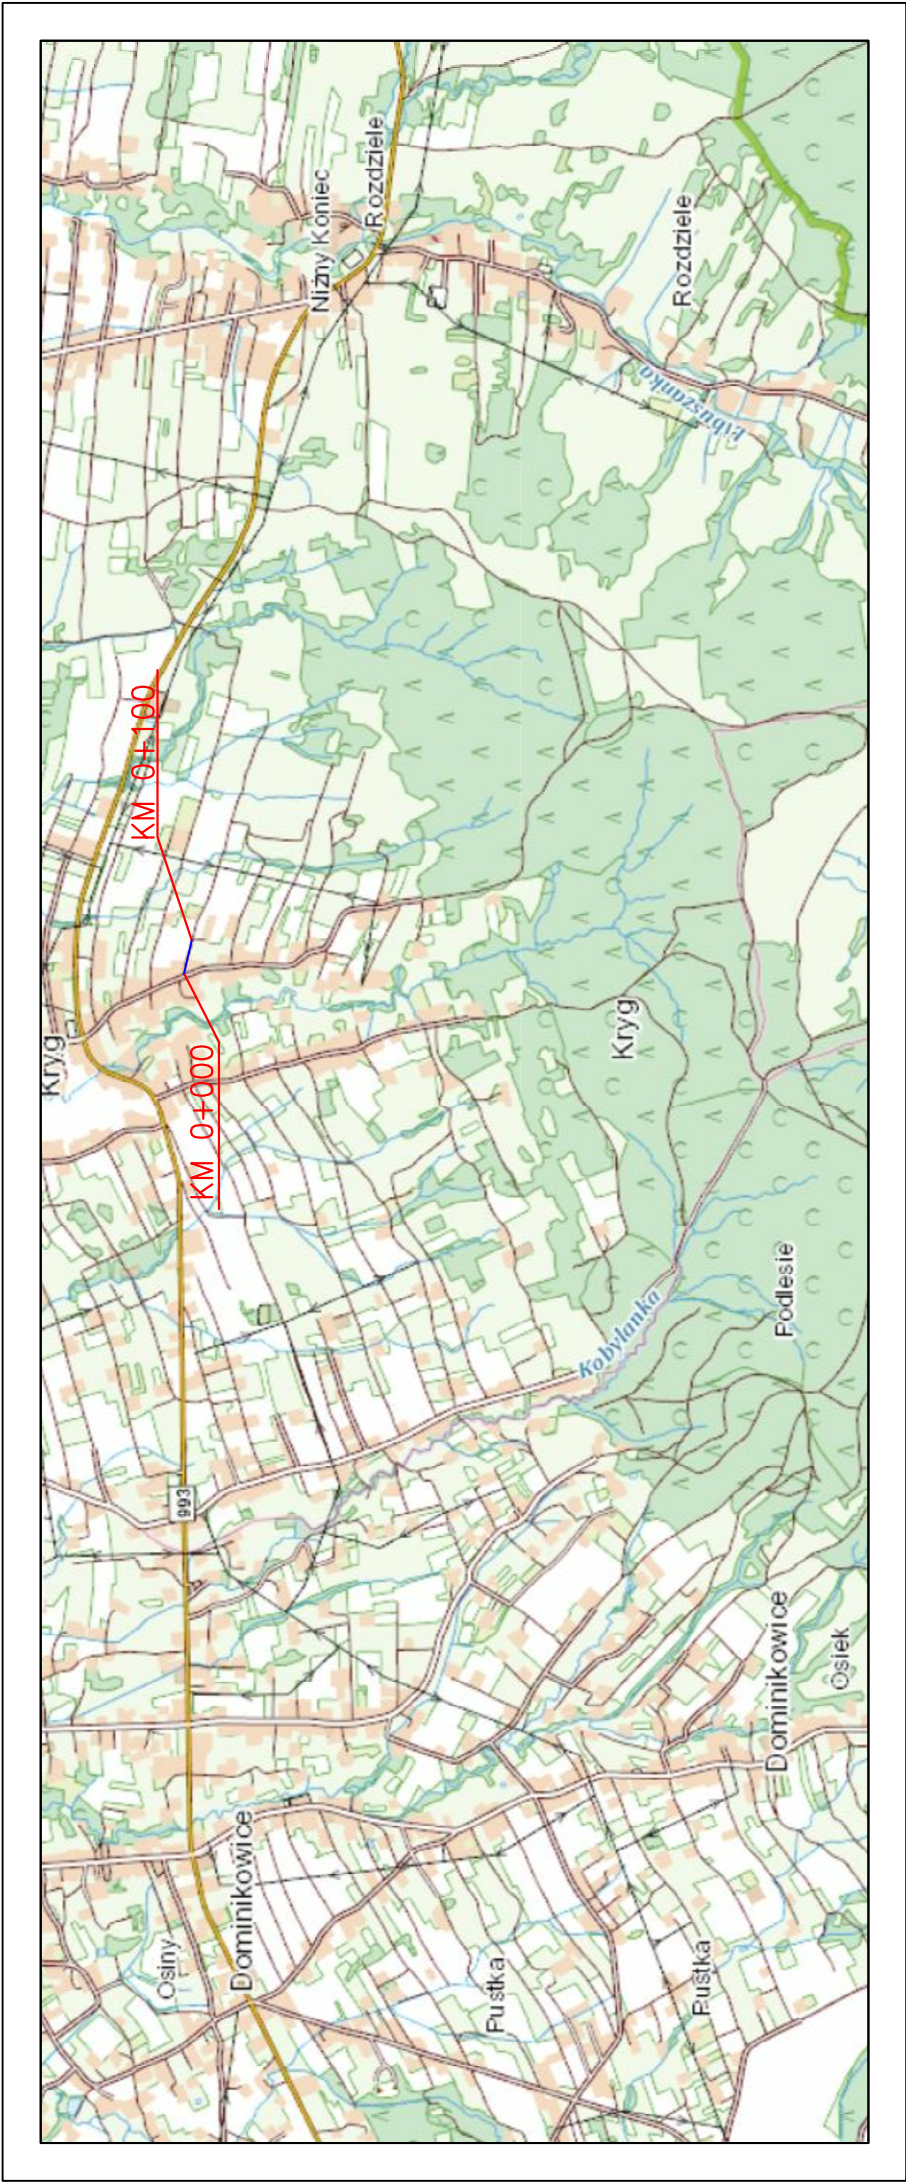 Kryg
Niżny Koniec
Rozdziele
Rozdziele
Libuszanka
KM 0+100
KM 0+000
Kryg
Kobylanka
Podlesie
993
Osiny
Dominikowice
Dominikowice
Osiek
Pustka
Pustka